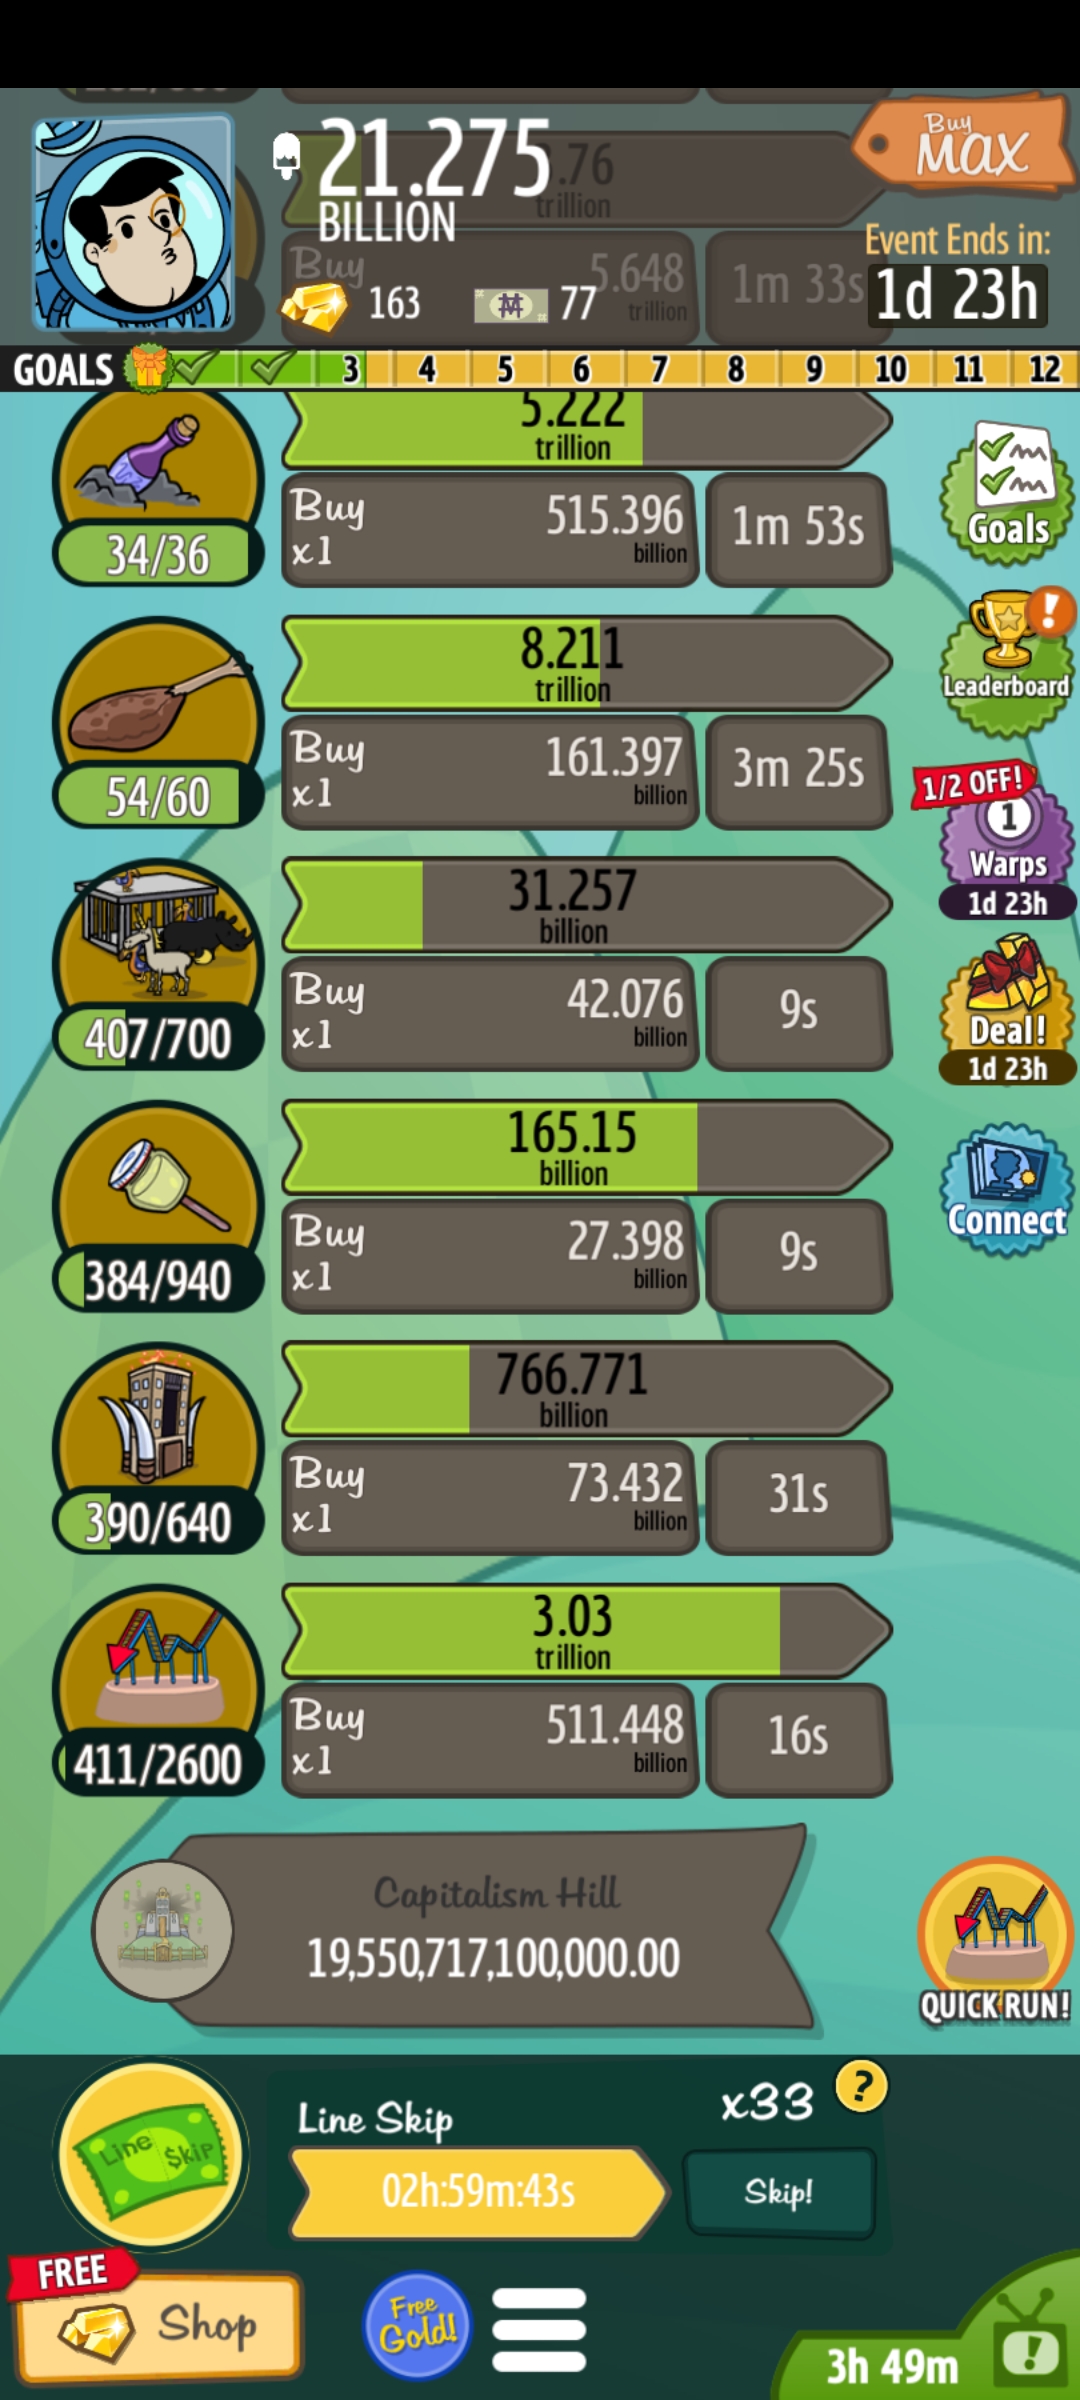 21.275
BILLION
.76
trillion
Buy
MAX
Buy
5.648
trillion
1m 33s
163
77
Event Ends in:
1d 23h
GOALS
3 4 5 6 7 8 9 10 11 12
5.222
trillion
34/36
Buy
x1
515.396
billion
1m 53s
Goals
8.211
trillion
54/60
Buy
x1
161.397
billion
3m 25s
Leaderboard
1/2 OFF!
1
Warps
1d 23h
31.257
billion
407/700
Buy
x1
42.076
billion
9s
Deal!
1d 23h
165.15
billion
384/940
Buy
x1
27.398
billion
9s
Connect
766.771
billion
390/640
Buy
x1
73.432
billion
31s
3.03
trillion
411/2600
Buy
x1
511.448
billion
16s
Capitalism Hill
19,550,717,100,000.00
QUICK RUN!
Line $kip
Line Skip
x33
?
02h:59m:43s
Skip!
FREE
Shop
Free
Gold!
3h 49m